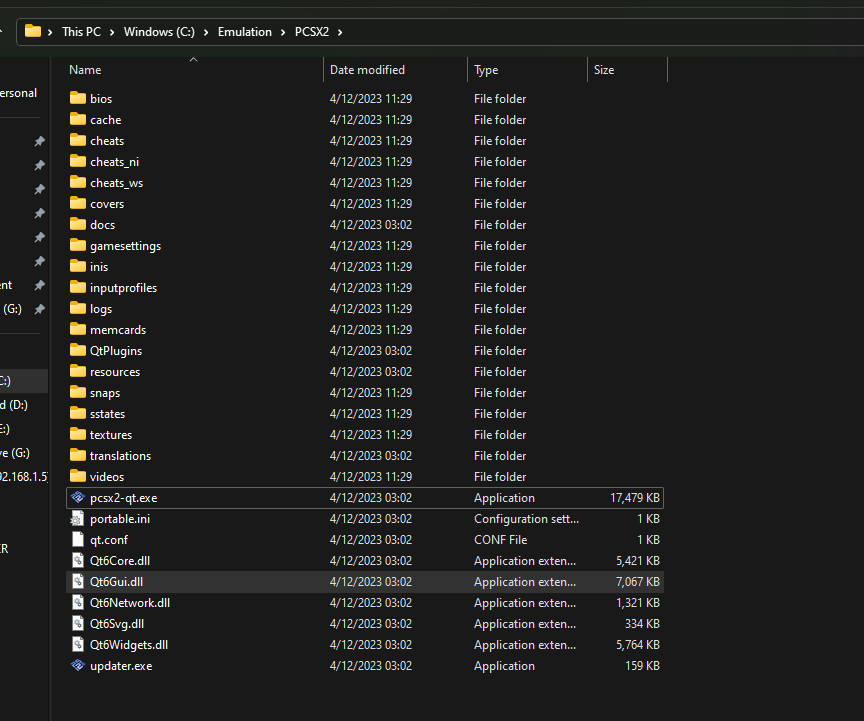 This PC > Windows (C:) > Emulation > PCSX2 >
Name Date modified Type Size
ersonal
bios 4/12/2023 11:29 File folder
cache 4/12/2023 11:29 File folder
cheats 4/12/2023 11:29 File folder
cheats_ni 4/12/2023 11:29 File folder
cheats_ws 4/12/2023 11:29 File folder
covers 4/12/2023 11:29 File folder
docs 4/12/2023 03:02 File folder
gamesettings 4/12/2023 11:29 File folder
inis 4/12/2023 11:29 File folder
nt inputprofiles 4/12/2023 11:29 File folder
(G:) logs 4/12/2023 11:29 File folder
memcards 4/12/2023 11:29 File folder
QtPlugins 4/12/2023 03:02 File folder
resources 4/12/2023 03:02 File folder
C:) snaps 4/12/2023 11:29 File folder
d (D:) sstates 4/12/2023 11:29 File folder
E:) textures 4/12/2023 11:29 File folder
ve (G:) translations 4/12/2023 03:02 File folder
92.168.1.5) videos 4/12/2023 11:29 File folder
pcsx2-qt.exe 4/12/2023 03:02 Application 17,479 KB
portable.ini 4/12/2023 03:02 Configuration sett... 1 KB
R qt.conf 4/12/2023 03:02 CONF File 1 KB
Qt6Core.dll 4/12/2023 03:02 Application exten... 5,421 KB
Qt6Gui.dll 4/12/2023 03:02 Application exten... 7,067 KB
Qt6Network.dll 4/12/2023 03:02 Application exten... 1,321 KB
Qt6Svg.dll 4/12/2023 03:02 Application exten... 334 KB
Qt6Widgets.dll 4/12/2023 03:02 Application exten... 5,764 KB
updater.exe 4/12/2023 03:02 Application 159 KB